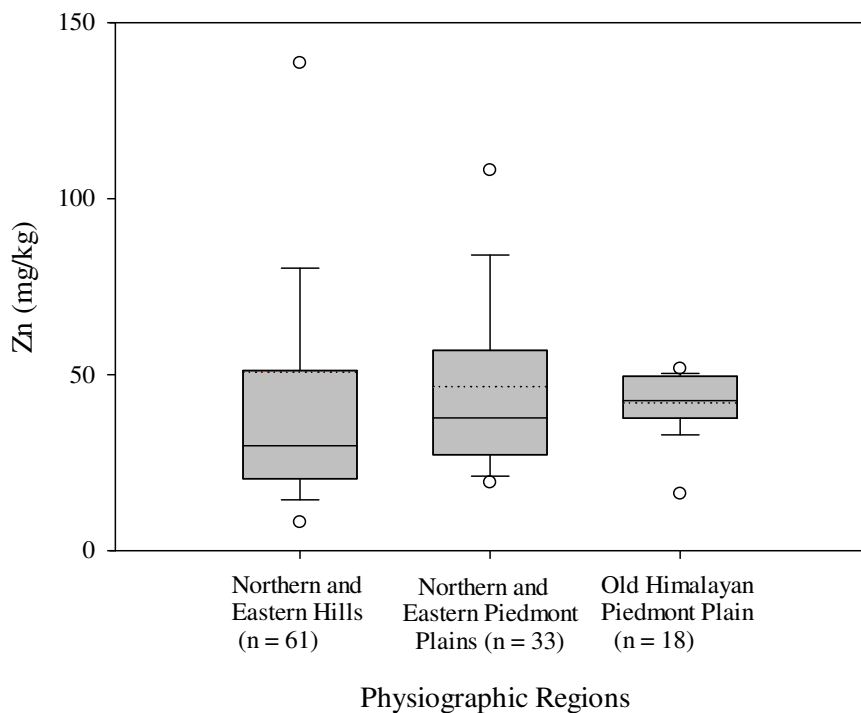 150
100
50
0
Zn (mg/kg)
Northern and
Eastern Hills
(n = 61)
Northern and
Eastern Piedmont
Plains (n = 33)
Old Himalayan
Piedmont Plain
(n = 18)
Physiographic Regions